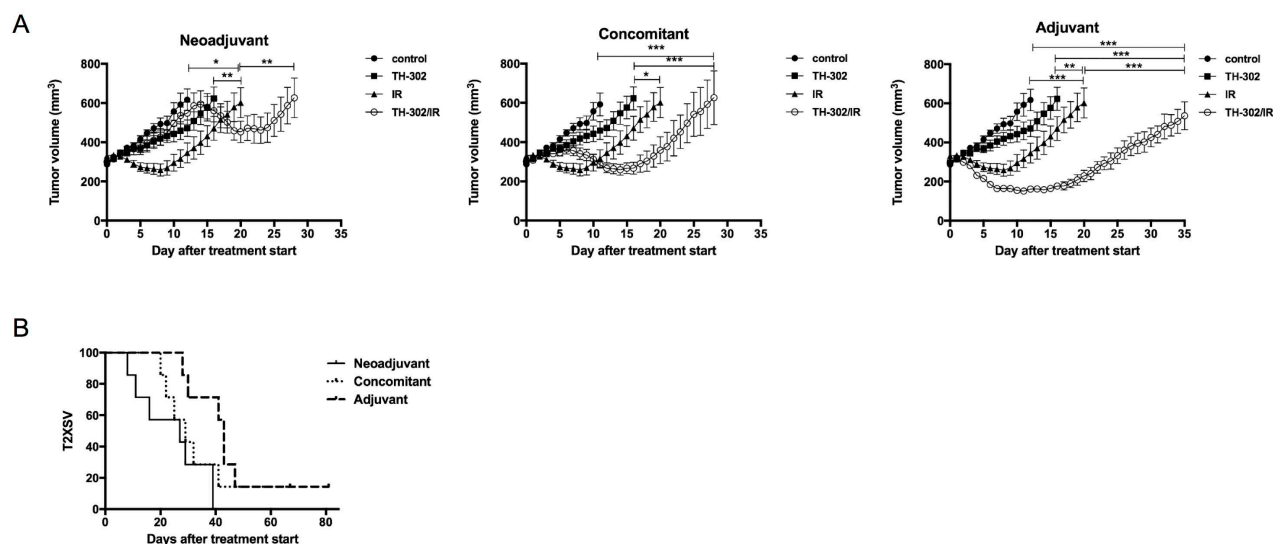 A
Neoadjuvant
Tumor volume (mm³)
800
600
400
200
0
0 5 10 15 20 25 30 35
Day after treatment start
* **
**
control
TH-302
IR
TH-302/IR
Concomitant
Tumor volume (mm³)
800
600
400
200
0
0 5 10 15 20 25 30 35
Day after treatment start
***
***
*
control
TH-302
IR
TH-302/IR
Adjuvant
Tumor volume (mm³)
800
600
400
200
0
0 5 10 15 20 25 30 35
Day after treatment start
***
***
** ***
***
control
TH-302
IR
TH-302/IR
B
T2XSV
100
80
60
40
20
0
0 20 40 60 80
Days after treatment start
Neoadjuvant
Concomitant
Adjuvant